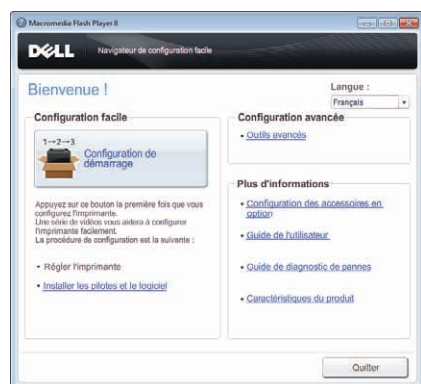 Macromedia Flash Player 8
DELL
Navigateur de configuration facile
Bienvenue !
Langue :
Français
Configuration facile
1→2→3
Configuration de
démarrage
Appuyez sur ce bouton la première fois que vous
configurez l'imprimante.
Une série de vidéos vous aidera à configurer
l'imprimante facilement.
La procédure de configuration est la suivante :
• Régler l'imprimante
• Installer les pilotes et le logiciel
Configuration avancée
• Outils avancés
Plus d'informations
• Configuration des accessoires en
option
• Guide de l'utilisateur
• Guide de diagnostic de pannes
• Caractéristiques du produit
Quitter